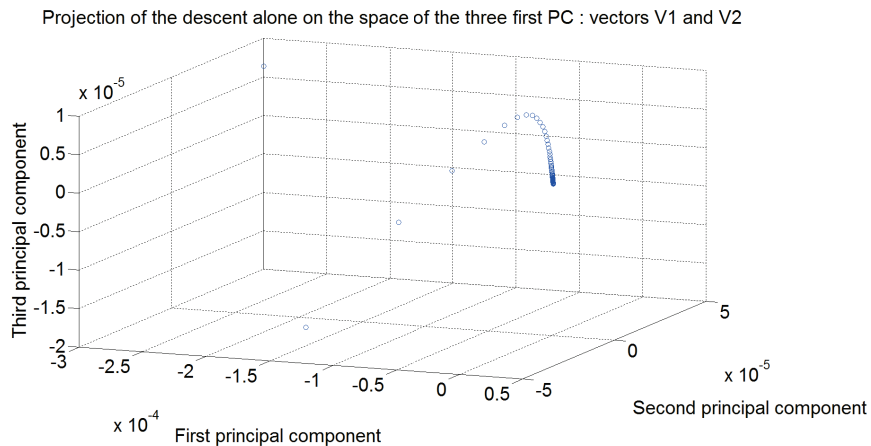 Projection of the descent alone on the space of the three first PC : vectors V1 and V2
x 10^-5
1
0.5
0
-0.5
-1
-1.5
-2
Third principal component
-3
-2.5
-2
-1.5
-1
-0.5
0
0.5
x 10^-4
First principal component
-5
0
5
x 10^-5
Second principal component